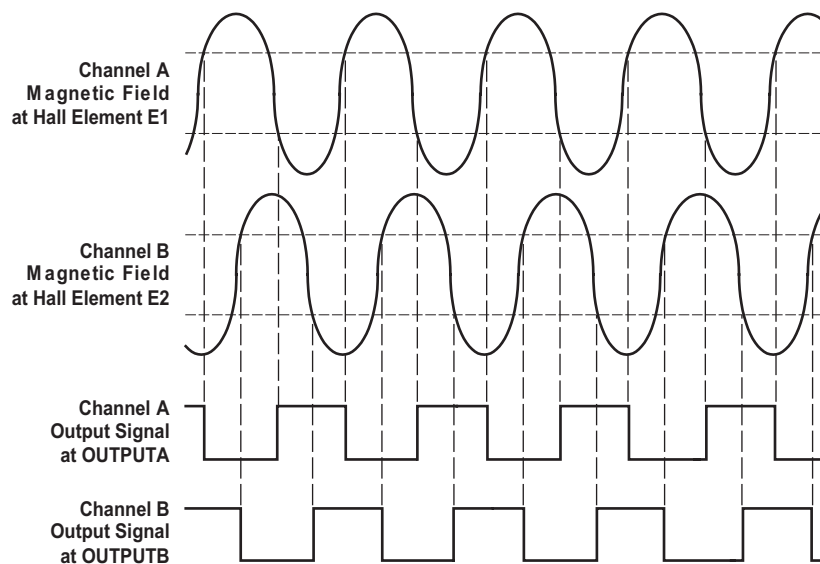 Channel A
Magnetic Field
at Hall Element E1
Channel B
Magnetic Field
at Hall Element E2
Channel A
Output Signal
at OUTPUTA
Channel B
Output Signal
at OUTPUTB